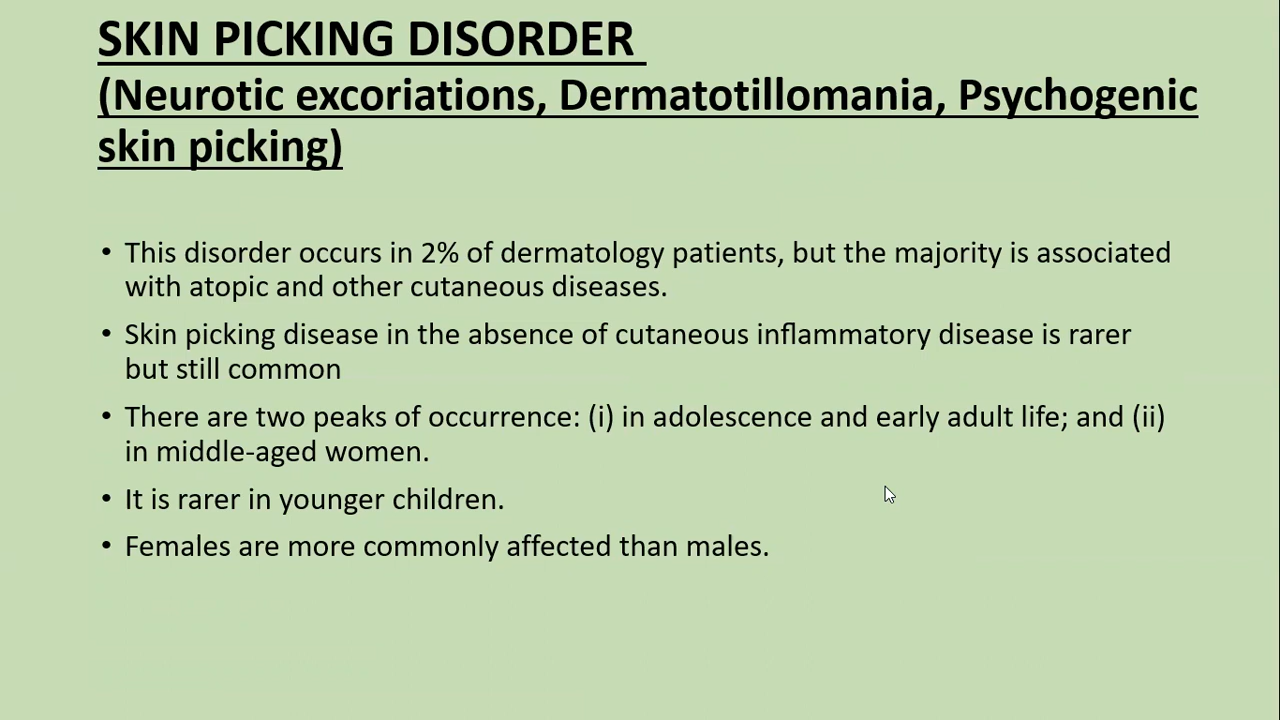 SKIN PICKING DISORDER
(Neurotic excoriations, Dermatotillomania, Psychogenic
skin picking)
• This disorder occurs in 2% of dermatology patients, but the majority is associated
with atopic and other cutaneous diseases.
• Skin picking disease in the absence of cutaneous inflammatory disease is rarer
but still common
• There are two peaks of occurrence: (i) in adolescence and early adult life; and (ii)
in middle-aged women.
• It is rarer in younger children.
• Females are more commonly affected than males.